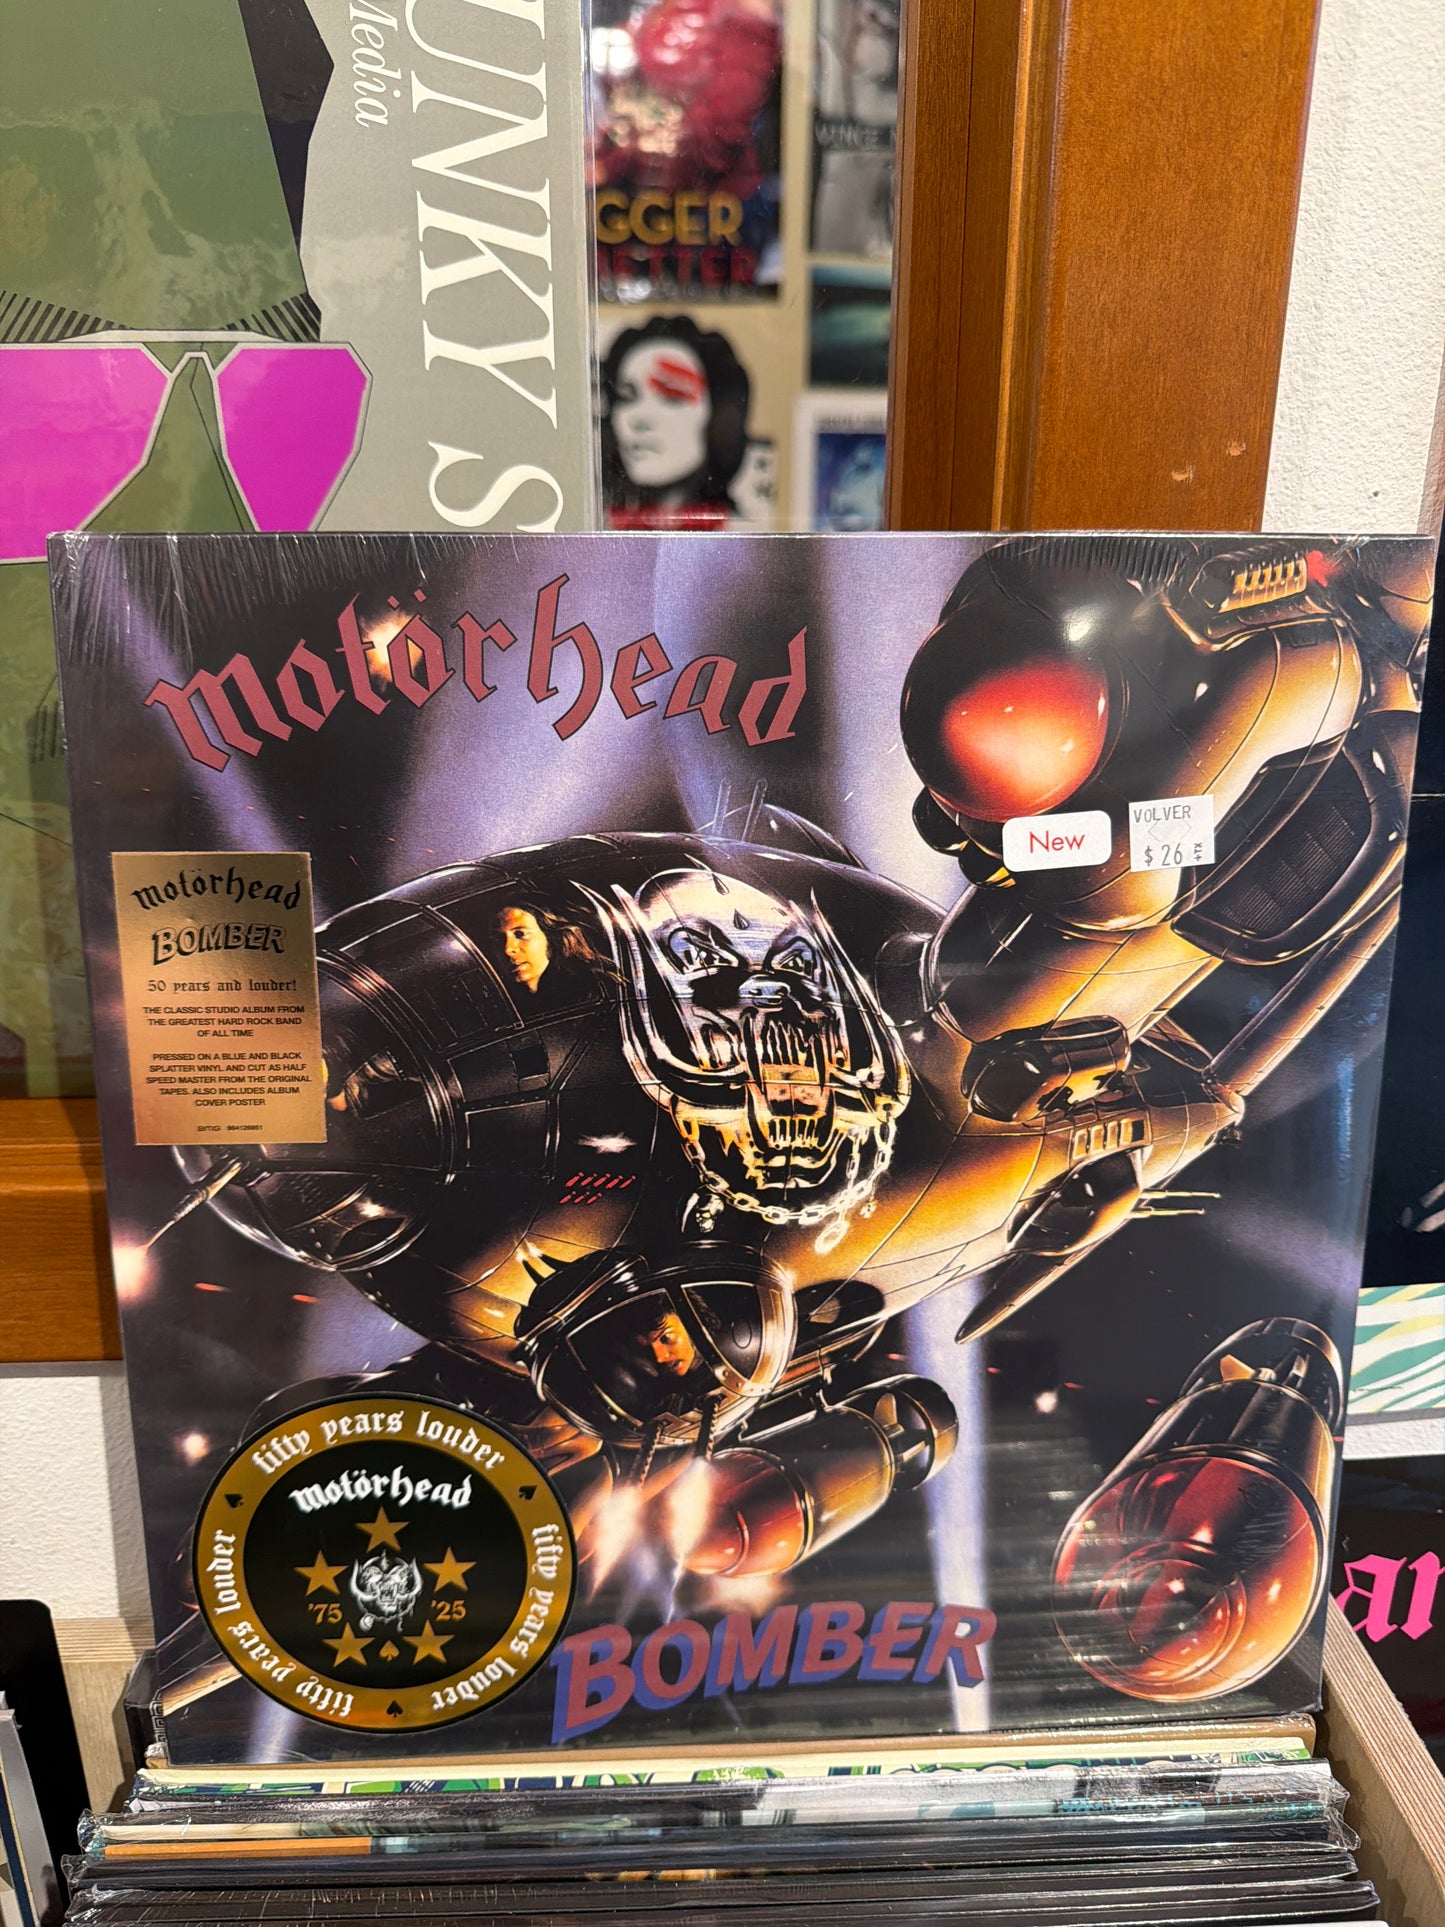 Media
UNKY S
GGER
ETTER
Motörhead
New
VOLVER
$ 26 +TX
motörhead
BOMBER
50 years and louder!
THE CLASSIC STUDIO ALBUM FROM
THE GREATEST HARD ROCK BAND
OF ALL TIME
PRESSED ON A BLUE AND BLACK
SPLATTER VINYL AND CUT AS HALF
SPEED MASTER FROM THE ORIGINAL
TAPES. ALSO INCLUDES ALBUM
COVER POSTER
BMG 964126951
fifty years louder
fifty years louder
fifty years louder
motörhead
'75 '25
BOMBER
ar